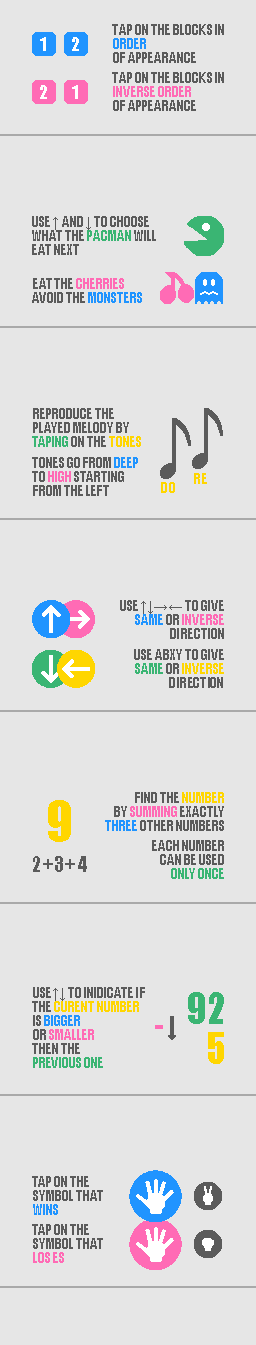 1 2
TAP ON THE BLOCKS IN
ORDER
OF APPEARANCE
2 1
TAP ON THE BLOCKS IN
INVERSE ORDER
OF APPEARANCE
USE ↑ AND ↓ TO CHOOSE
WHAT THE PACMAN WILL
EAT NEXT
EAT THE CHERRIES
AVOID THE MONSTERS
REPRODUCE THE
PLAYED MELODY BY
TAPING ON THE TONES
TONES GO FROM DEEP
TO HIGH STARTING
FROM THE LEFT
DO
RE
USE ↑↓→← TO GIVE
SAME OR INVERSE
DIRECTION
USE ABXY TO GIVE
SAME OR INVERSE
DIRECTION
9
2+3+4
FIND THE NUMBER
BY SUMMING EXACTLY
THREE OTHER NUMBERS
EACH NUMBER
CAN BE USED
ONLY ONCE
USE ↑↓ TO INIDICATE IF
THE CURENT NUMBER
IS BIGGER
OR SMALLER
THEN THE
PREVIOUS ONE
-↓
92
5
TAP ON THE
SYMBOL THAT
WINS
TAP ON THE
SYMBOL THAT
LOSES